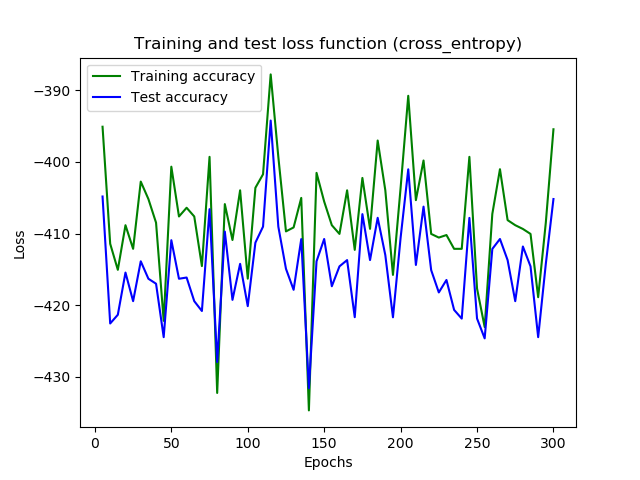 Training and test loss function (cross_entropy)
Training accuracy
Test accuracy
−390
−400
−410
−420
−430
Loss
0
50
100
150
200
250
300
Epochs